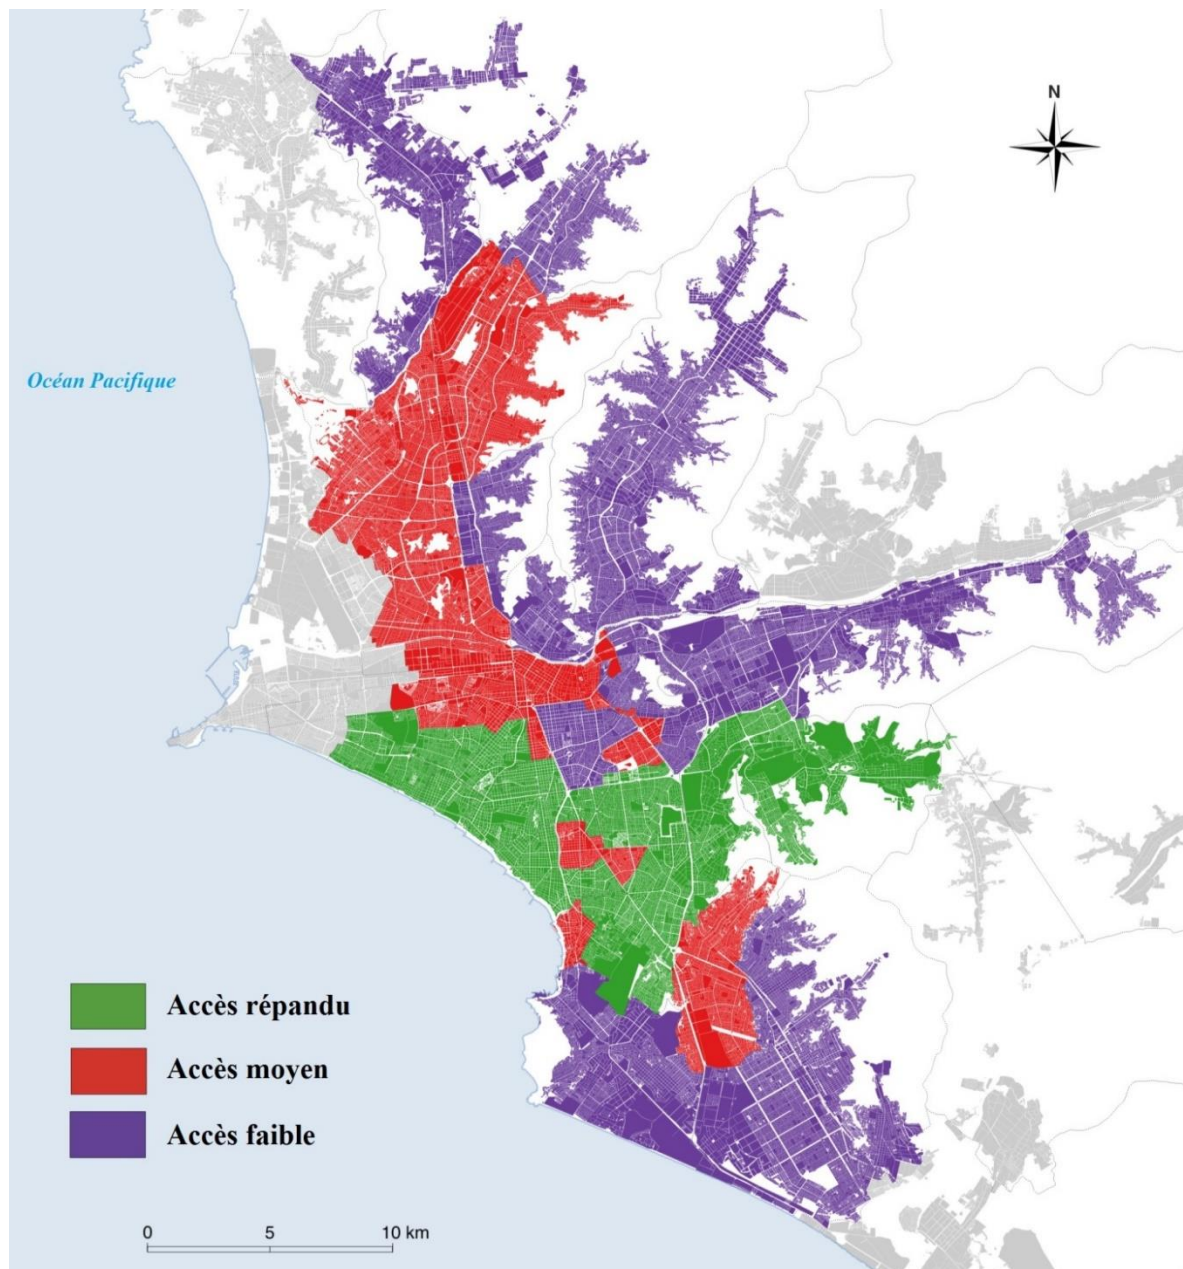 N
Océan Pacifique
Accès répandu
Accès moyen
Accès faible
0 5 10 km